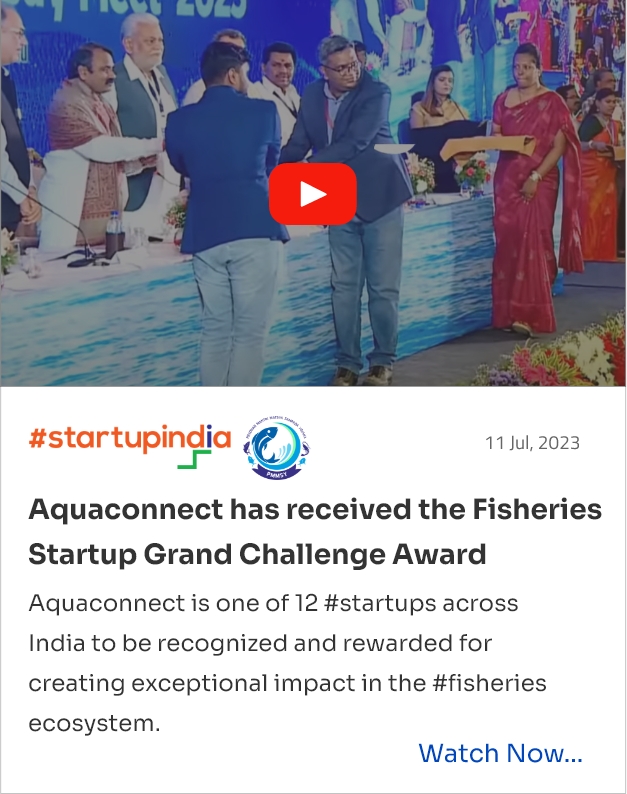 Meet 2023
#startupindia
PMMSY
11 Jul, 2023
Aquaconnect has received the Fisheries
Startup Grand Challenge Award
Aquaconnect is one of 12 #startups across
India to be recognized and rewarded for
creating exceptional impact in the #fisheries
ecosystem.
Watch Now...